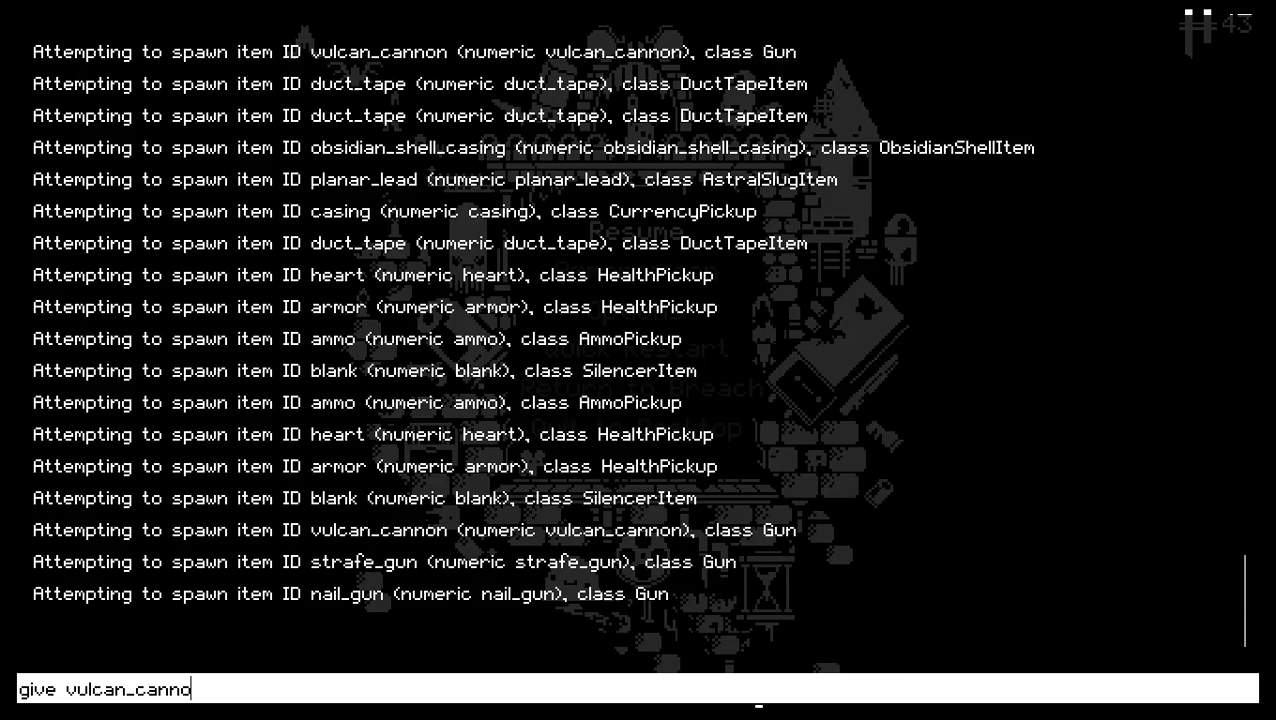 43
Attempting to spawn item ID vulcan_cannon (numeric vulcan_cannon), class Gun
Attempting to spawn item ID duct_tape (numeric duct_tape), class DuctTapeItem
Attempting to spawn item ID duct_tape (numeric duct_tape), class DuctTapeItem
Attempting to spawn item ID obsidian_shell_casing (numeric obsidian_shell_casing), class ObsidianShellItem
Attempting to spawn item ID planar_lead (numeric planar_lead), class AstralSlugItem
Attempting to spawn item ID casing (numeric casing), class CurrencyPickup
Resume
Attempting to spawn item ID duct_tape (numeric duct_tape), class DuctTapeItem
Attempting to spawn item ID heart (numeric heart), class HealthPickup
Attempting to spawn item ID armor (numeric armor), class HealthPickup
Attempting to spawn item ID ammo (numeric ammo), class AmmoPickup
Quick Restart
Attempting to spawn item ID blank (numeric blank), class SilencerItem
Return to Breach
Attempting to spawn item ID ammo (numeric ammo), class AmmoPickup
Attempting to spawn item ID heart (numeric heart), class HealthPickup
Attempting to spawn item ID armor (numeric armor), class HealthPickup
Attempting to spawn item ID blank (numeric blank), class SilencerItem
Attempting to spawn item ID vulcan_cannon (numeric vulcan_cannon), class Gun
Attempting to spawn item ID strafe_gun (numeric strafe_gun), class Gun
Attempting to spawn item ID nail_gun (numeric nail_gun), class Gun
give vulcan_canno